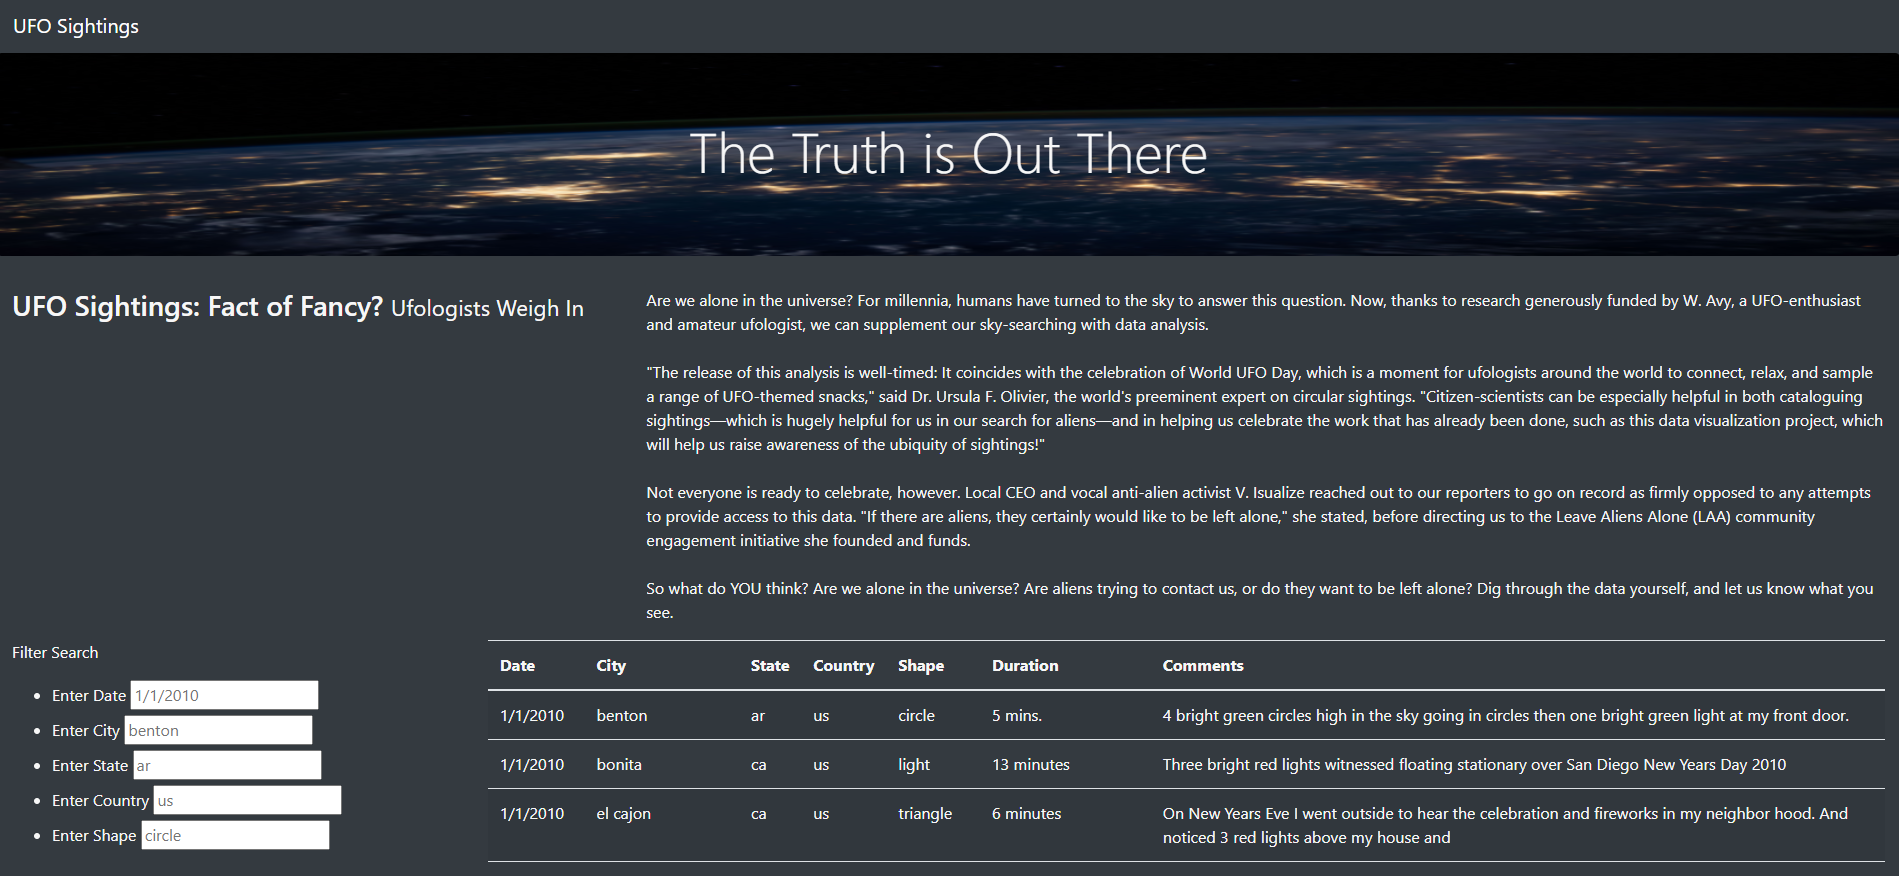 UFO Sightings
The Truth is Out There
UFO Sightings: Fact of Fancy? Ufologists Weigh In
Are we alone in the universe? For millennia, humans have turned to the sky to answer this question. Now, thanks to research generously funded by W. Avy, a UFO-enthusiast
and amateur ufologist, we can supplement our sky-searching with data analysis.
"The release of this analysis is well-timed: It coincides with the celebration of World UFO Day, which is a moment for ufologists around the world to connect, relax, and sample
a range of UFO-themed snacks," said Dr. Ursula F. Olivier, the world's preeminent expert on circular sightings. "Citizen-scientists can be especially helpful in both cataloguing
sightings—which is hugely helpful for us in our search for aliens—and in helping us celebrate the work that has already been done, such as this data visualization project, which
will help us raise awareness of the ubiquity of sightings!"
Not everyone is ready to celebrate, however. Local CEO and vocal anti-alien activist V. Isualize reached out to our reporters to go on record as firmly opposed to any attempts
to provide access to this data. "If there are aliens, they certainly would like to be left alone," she stated, before directing us to the Leave Aliens Alone (LAA) community
engagement initiative she founded and funds.
So what do YOU think? Are we alone in the universe? Are aliens trying to contact us, or do they want to be left alone? Dig through the data yourself, and let us know what you
see.
Filter Search
Enter Date 1/1/2010
Enter City benton
Enter State ar
Enter Country us
Enter Shape circle
Date City State Country Shape Duration Comments
1/1/2010 benton ar us circle 5 mins. 4 bright green circles high in the sky going in circles then one bright green light at my front door.
1/1/2010 bonita ca us light 13 minutes Three bright red lights witnessed floating stationary over San Diego New Years Day 2010
1/1/2010 el cajon ca us triangle 6 minutes On New Years Eve I went outside to hear the celebration and fireworks in my neighbor hood. And
noticed 3 red lights above my house and